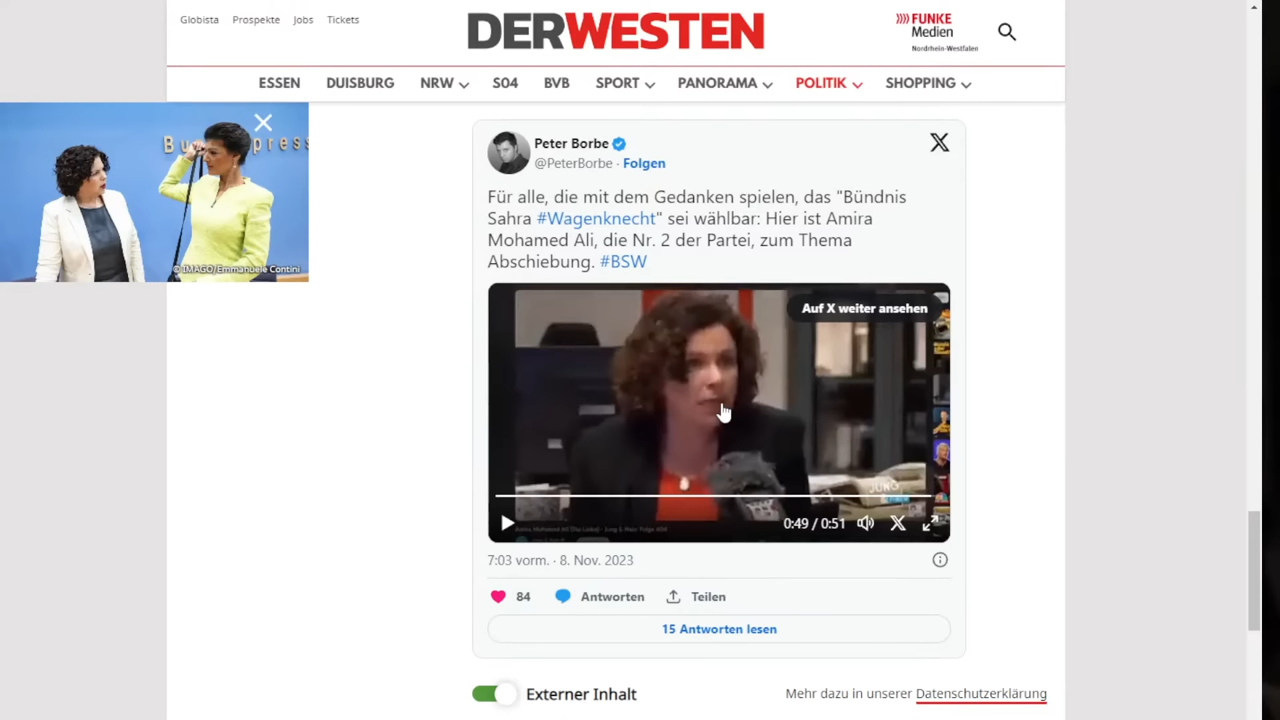 Globista Prospekte Jobs Tickets
DERWESTEN
FUNKE
Medien
Nordrhein-Westfalen
ESSEN DUISBURG NRW S04 BVB SPORT PANORAMA POLITIK SHOPPING
© IMAGO/Emmanuele Contini
Peter Borbe
@PeterBorbe · Folgen
Für alle, die mit dem Gedanken spielen, das "Bündnis
Sahra #Wagenknecht" sei wählbar: Hier ist Amira
Mohamed Ali, die Nr. 2 der Partei, zum Thema
Abschiebung. #BSW
Auf X weiter ansehen
JUNG
0:49 / 0:51
7:03 vorm. · 8. Nov. 2023
84 Antworten Teilen
15 Antworten lesen
Externer Inhalt
Mehr dazu in unserer Datenschutzerklärung